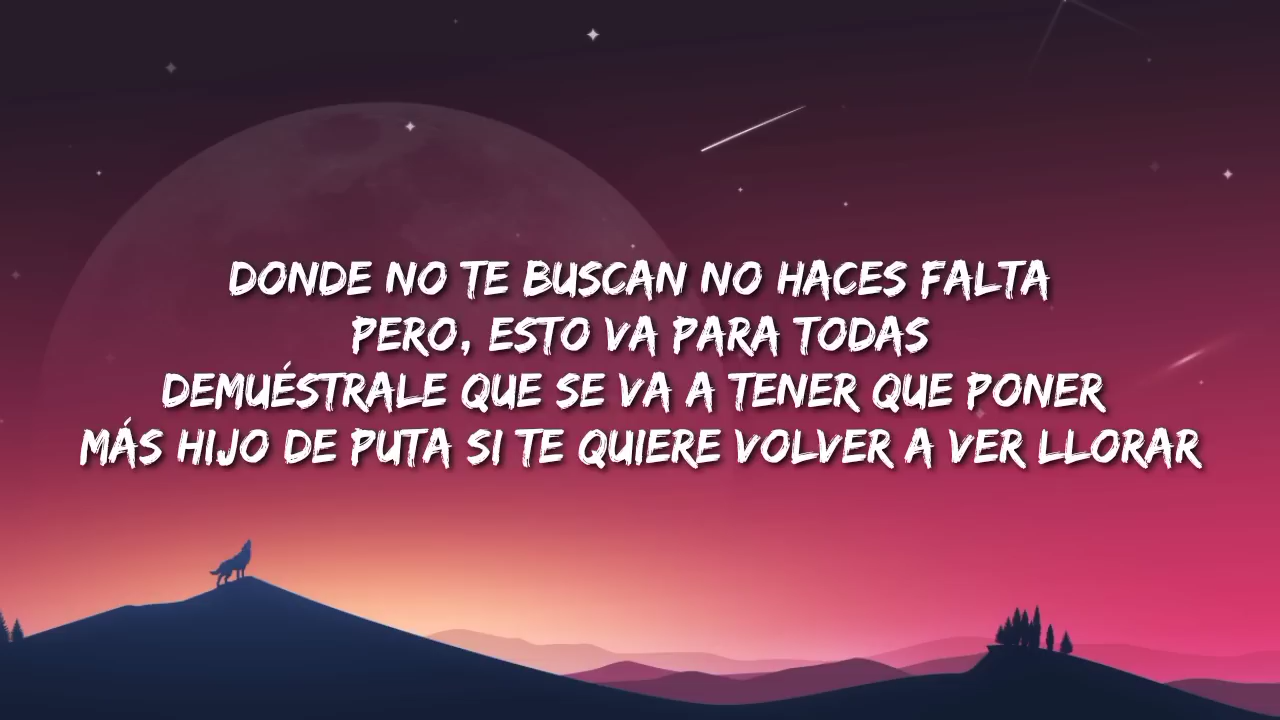 DONDE NO TE BUSCAN NO HACES FALTA
PERO, ESTO VA PARA TODAS
DEMUÉSTRALE QUE SE VA A TENER QUE PONER
MÁS HIJO DE PUTA SI TE QUIERE VOLVER A VER LLORAR